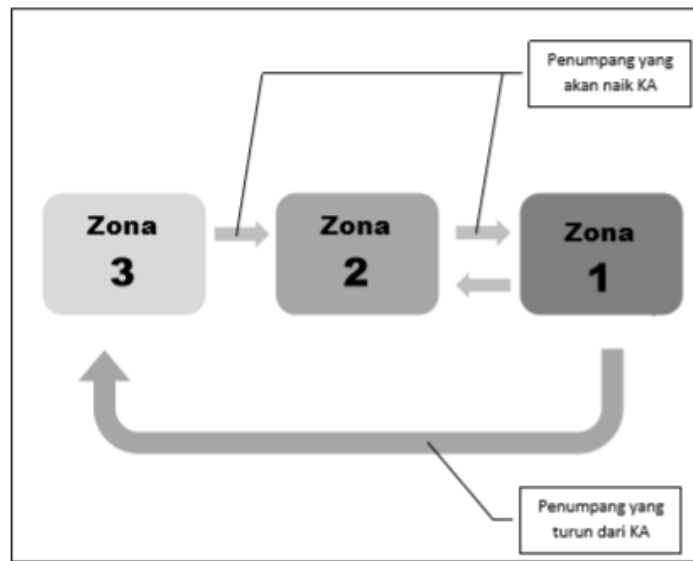 Penumpang yang
akan naik KA
Zona
3
Zona
2
Zona
1
Penumpang yang
turun dari KA